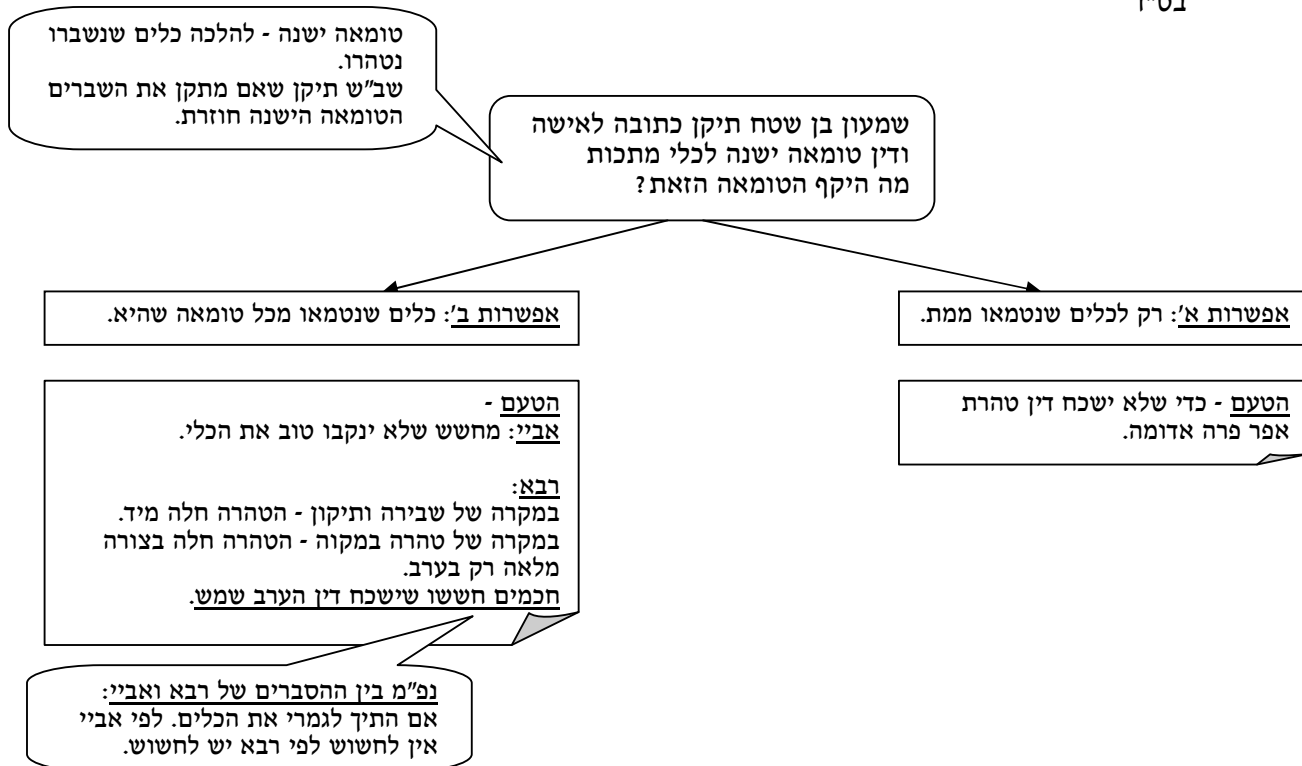 בס"ד
טומאה ישנה - להלכה כלים שנשברו
נטהרו.
שב"ש תיקן שאם מתקן את השברים
הטומאה הישנה חוזרת.
שמעון בן שטח תיקן כתובה לאישה
ודין טומאה ישנה לכלי מתכות
מה היקף הטומאה הזאת?
אפשרות א': רק לכלים שנטמאו ממת.
הטעם - כדי שלא ישכח דין טהרת
אפר פרה אדומה.
אפשרות ב': כלים שנטמאו מכל טומאה שהיא.
הטעם -
אביי: מחשש שלא ינקבו טוב את הכלי.
רבא:
במקרה של שבירה ותיקון - הטהרה חלה מיד.
במקרה של טהרה במקוה - הטהרה חלה בצורה
מלאה רק בערב.
חכמים חששו שישכח דין הערב שמש.
נפ"מ בין ההסברים של רבא ואביי:
אם התיך לגמרי את הכלים. לפי אביי
אין לחשוש לפי רבא יש לחשוש.